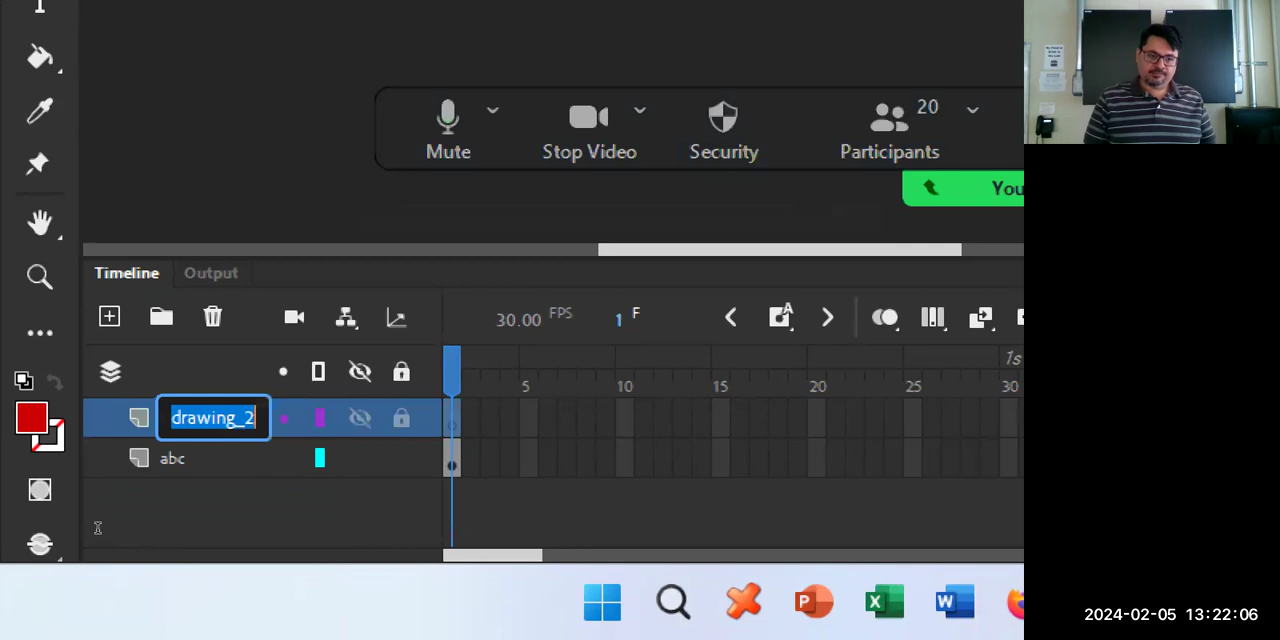 20
Mute
Stop Video
Security
Participants
You
Timeline
Output
30.00 FPS
1 F
A
1s
5
10
15
20
25
30
drawing_2
abc
P
X
W
2024-02-05 13:22:06